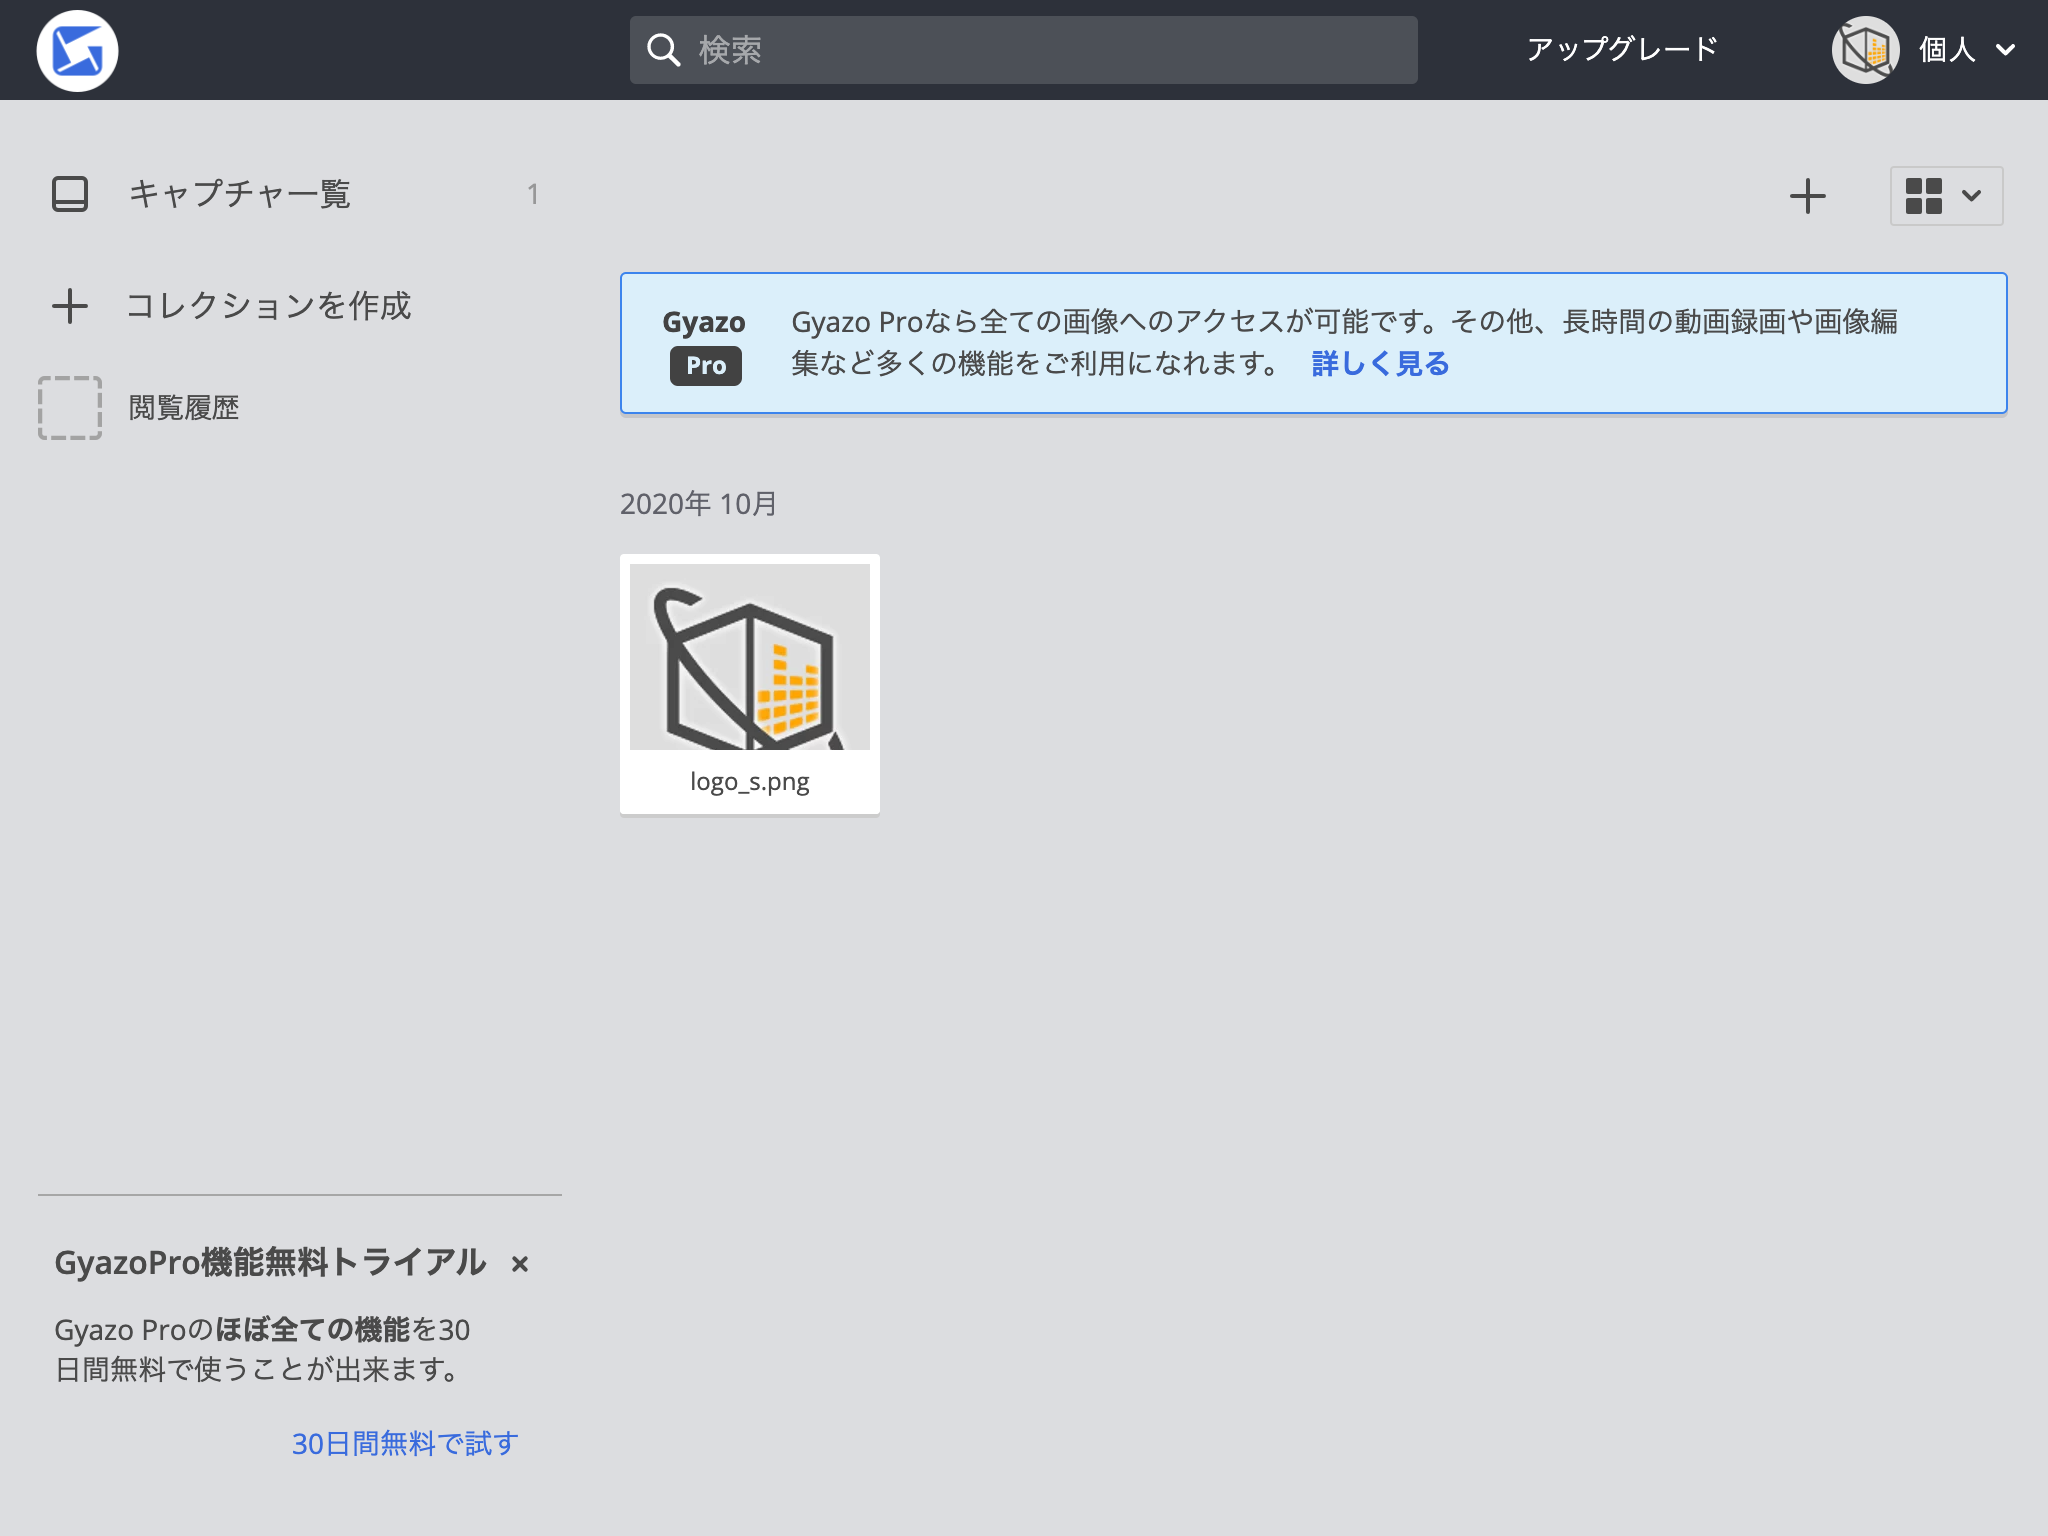 検索
アップグレード
個人
キャプチャ一覧 1
コレクションを作成
閲覧履歴
Gyazo
Pro
Gyazo Proなら全ての画像へのアクセスが可能です。その他、長時間の動画録画や画像編
集など多くの機能をご利用になれます。 詳しく見る
2020年 10月
logo_s.png
GyazoPro機能無料トライアル ×
Gyazo Proのほぼ全ての機能を30
日間無料で使うことが出来ます。
30日間無料で試す